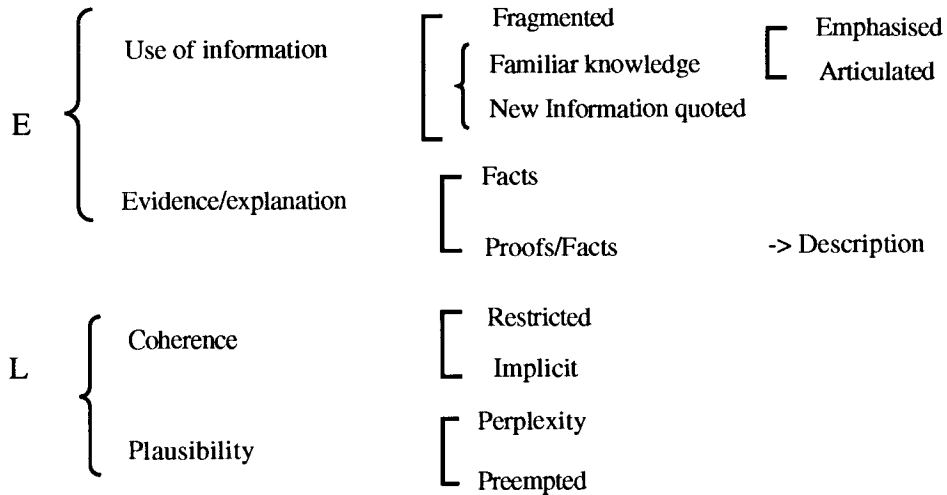 Fragmented
Emphasised
Use of information
Familiar knowledge
Articulated
New Information quoted
E
Facts
Evidence/explanation
Proofs/Facts
-> Description
Restricted
Coherence
L
Implicit
Perplexity
Plausibility
Preempted